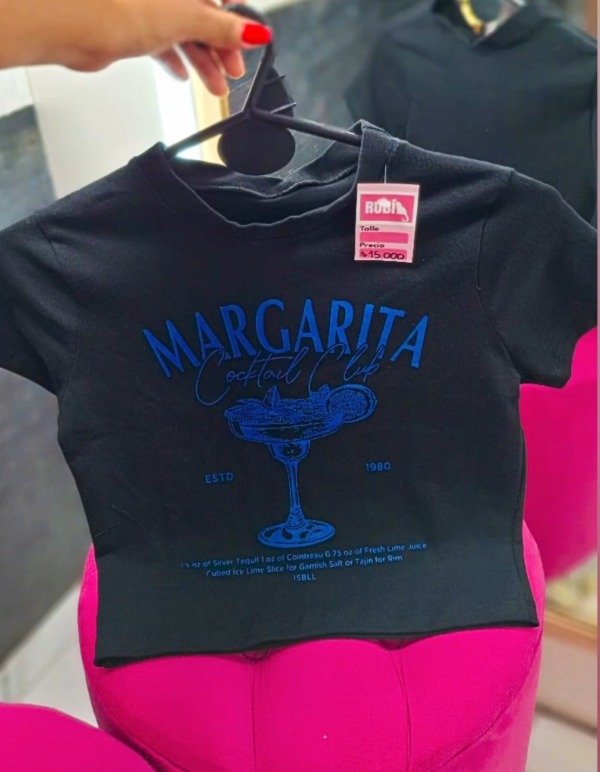 RUBÍ
Talle
Precio
$15.000
MARGARITA
Cocktail Club
ESTD 1980
oz of Silver Tequil 1 oz of Cointreau 0.75 oz of Fresh Lime Juice
Cubed Ice Lime Slice for Garnish Salt or Tajin for Rim
ISBLL